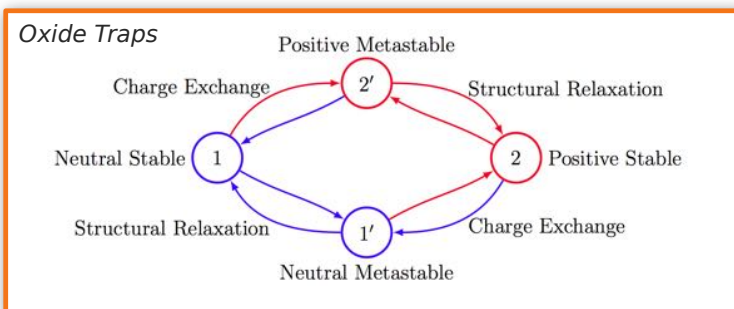 Oxide Traps
Positive Metastable
2′
Charge Exchange
Structural Relaxation
Neutral Stable
1
2
Positive Stable
Structural Relaxation
1′
Charge Exchange
Neutral Metastable